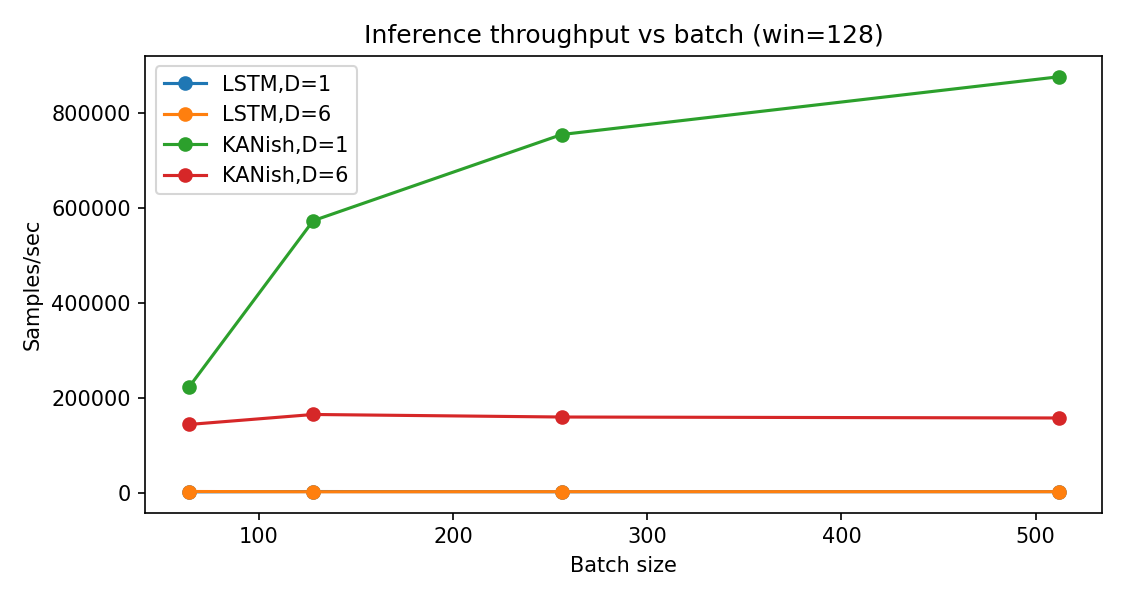 Inference throughput vs batch (win=128)
LSTM,D=1
LSTM,D=6
KANish,D=1
KANish,D=6
Samples/sec
800000
600000
400000
200000
0
100 200 300 400 500
Batch size